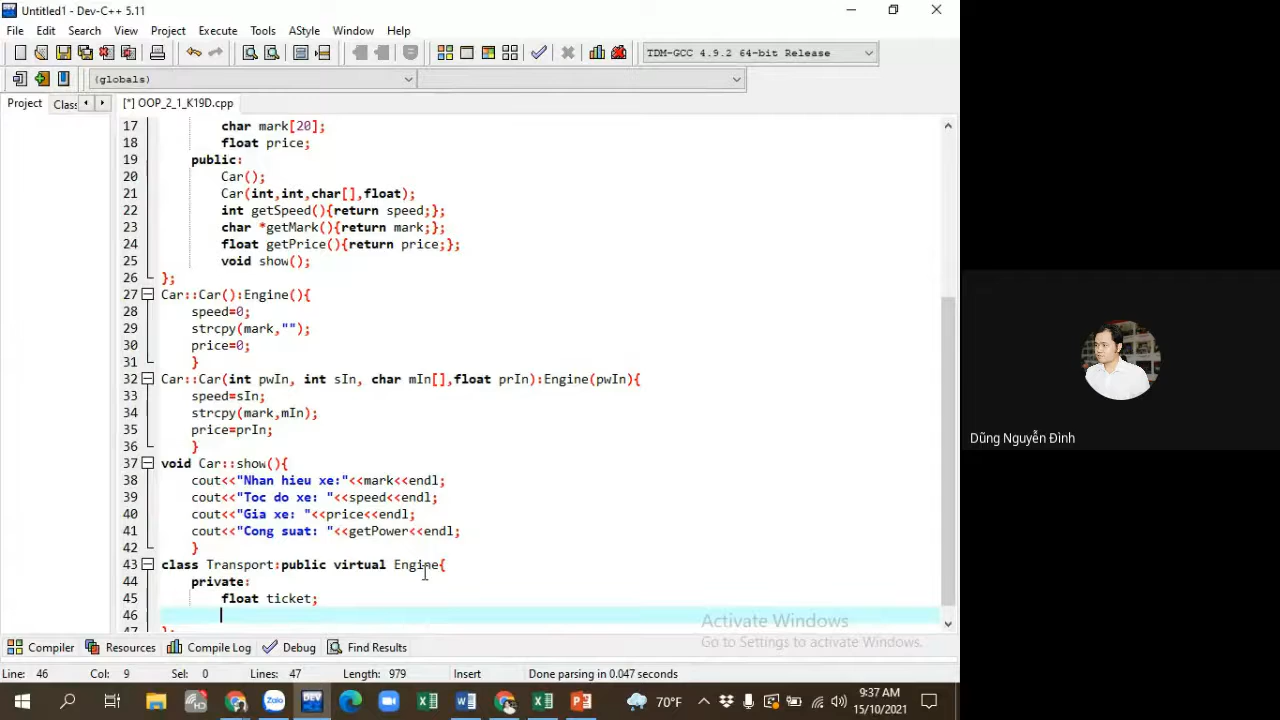 Untitled1 - Dev-C++ 5.11
File Edit Search View Project Execute Tools AStyle Window Help
TDM-GCC 4.9.2 64-bit Release
(globals)
Project Clas [*] OOP_2_1_K19D.cpp
17 char mark[20];
18 float price;
19 public:
20 Car();
21 Car(int,int,char[],float);
22 int getSpeed(){return speed;};
23 char *getMark(){return mark;};
24 float getPrice(){return price;};
25 void show();
26 };
27 Car::Car():Engine(){
28 speed=0;
29 strcpy(mark,"");
30 price=0;
31 }
32 Car::Car(int pwIn, int sIn, char mIn[],float prIn):Engine(pwIn){
33 speed=sIn;
34 strcpy(mark,mIn);
35 price=prIn;
36 }
37 void Car::show(){
38 cout<<"Nhan hieu xe:"<<mark<<endl;
39 cout<<"Toc do xe: "<<speed<<endl;
40 cout<<"Gia xe: "<<price<<endl;
41 cout<<"Cong suat: "<<getPower<<endl;
42 }
43 class Transport:public virtual Engine{
44 private:
45 float ticket;
46
47 };
Activate Windows
Go to Settings to activate Windows.
Compiler Resources Compile Log Debug Find Results
Line: 46 Col: 9 Sel: 0 Lines: 47 Length: 979 Insert Done parsing in 0.047 seconds
70°F 9:37 AM
15/10/2021
Dũng Nguyễn Đình